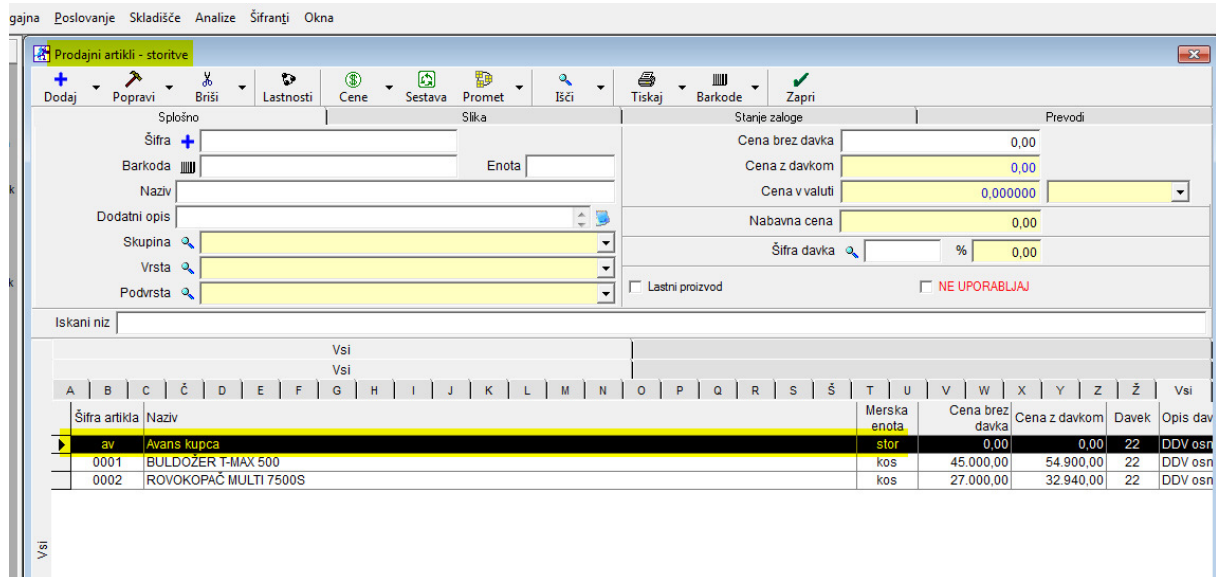 gajna Poslovanje Skladišče Analize Šifranti Okna
Prodajni artikli - storitve
Dodaj Popravi Briši Lastnosti Cene Sestava Promet Išči Tiskaj Barkode Zapri
Splošno Slika Stanje zaloge Prevodi
Šifra Cena brez davka 0,00
Barkoda Enota Cena z davkom 0,00
Naziv Cena v valuti 0,000000
Dodatni opis Nabavna cena 0,00
Skupina Šifra davka % 0,00
Vrsta
Podvrsta Lastni proizvod NE UPORABLJAJ
Iskani niz
Vsi
Vsi
A B C Č D E F G H I J K L M N O P Q R S Š T U V W X Y Z Ž Vsi
Šifra artikla Naziv Merska enota Cena brez davka Cena z davkom Davek Opis dav
av Avans kupca stor 0,00 0,00 22 DDV osn
0001 BULDOŽER T-MAX 500 kos 45.000,00 54.900,00 22 DDV osn
0002 ROVOKOPAČ MULTI 7500S kos 27.000,00 32.940,00 22 DDV osn
Vsi